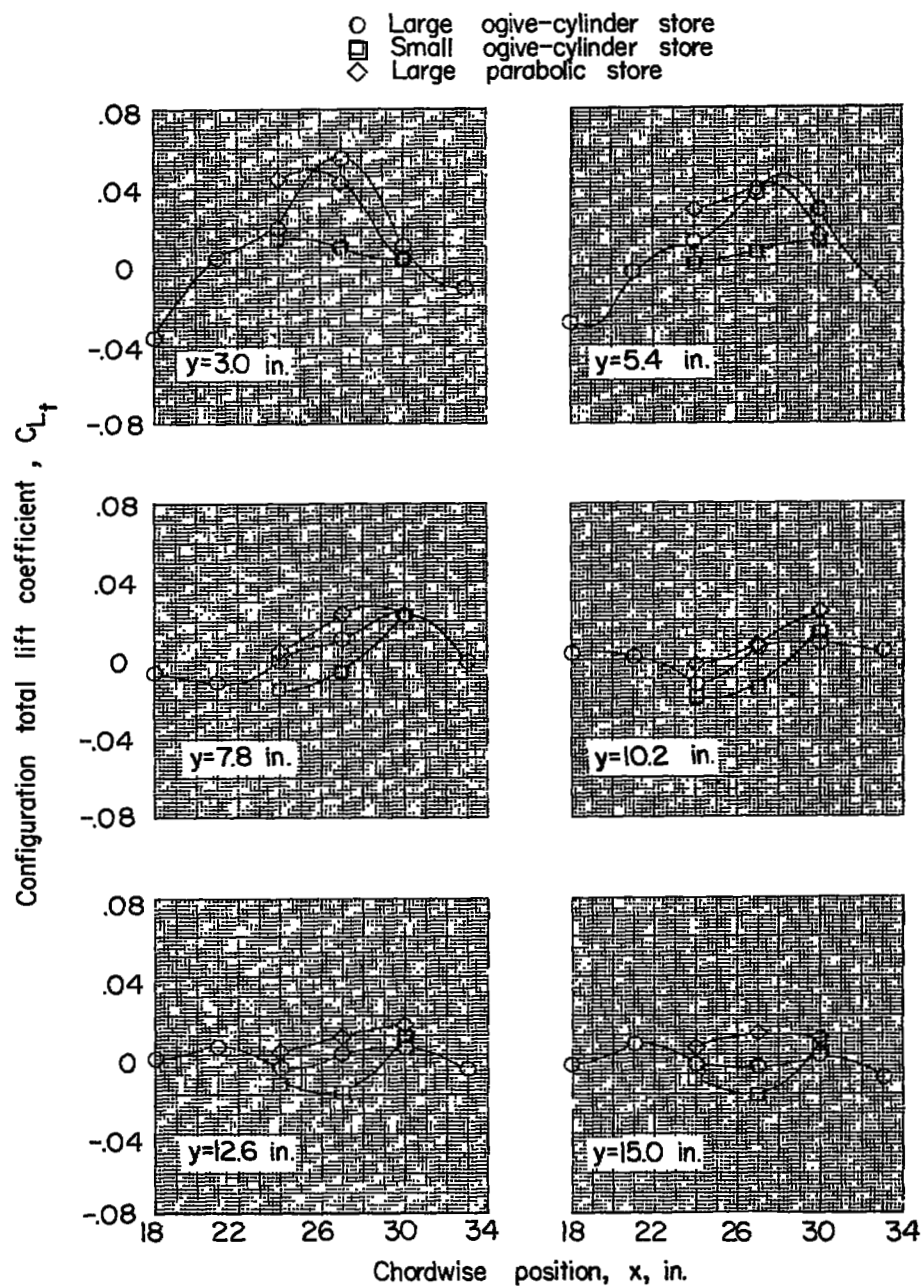 Large ogive-cylinder store
Small ogive-cylinder store
Large parabolic store
.08
.04
0
-.04
-.08
y=3.0 in.
y=5.4 in.
Configuration total lift coefficient, CLt
.08
.04
0
-.04
-.08
y=7.8 in.
y=10.2 in.
.08
.04
0
-.04
-.08
y=12.6 in.
y=15.0 in.
18 22 26 30 34
18 22 26 30 34
Chordwise position, x, in.